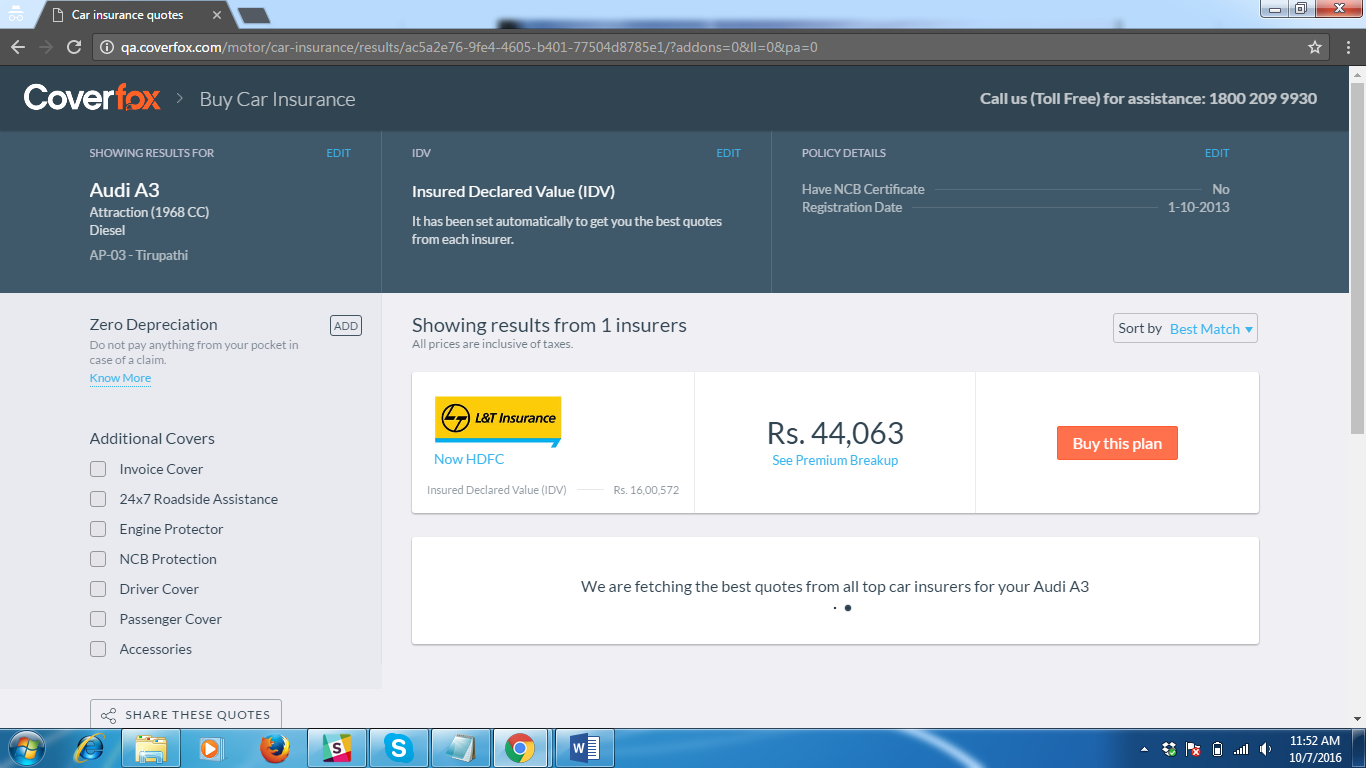 Car insurance quotes
qa.coverfox.com/motor/car-insurance/results/ac5a2e76-9fe4-4605-b401-77504d8785e1/?addons=0&ll=0&pa=0
Coverfox > Buy Car Insurance
Call us (Toll Free) for assistance: 1800 209 9930
SHOWING RESULTS FOR EDIT
Audi A3
Attraction (1968 CC)
Diesel
AP-03 - Tirupathi
IDV EDIT
Insured Declared Value (IDV)
It has been set automatically to get you the best quotes
from each insurer.
POLICY DETAILS EDIT
Have NCB Certificate No
Registration Date 1-10-2013
Zero Depreciation ADD
Do not pay anything from your pocket in
case of a claim.
Know More
Additional Covers
Invoice Cover
24x7 Roadside Assistance
Engine Protector
NCB Protection
Driver Cover
Passenger Cover
Accessories
SHARE THESE QUOTES
Showing results from 1 insurers
All prices are inclusive of taxes.
Sort by Best Match
L&T Insurance
Now HDFC
Insured Declared Value (IDV) Rs. 16,00,572
Rs. 44,063
See Premium Breakup
Buy this plan
We are fetching the best quotes from all top car insurers for your Audi A3
11:52 AM
10/7/2016